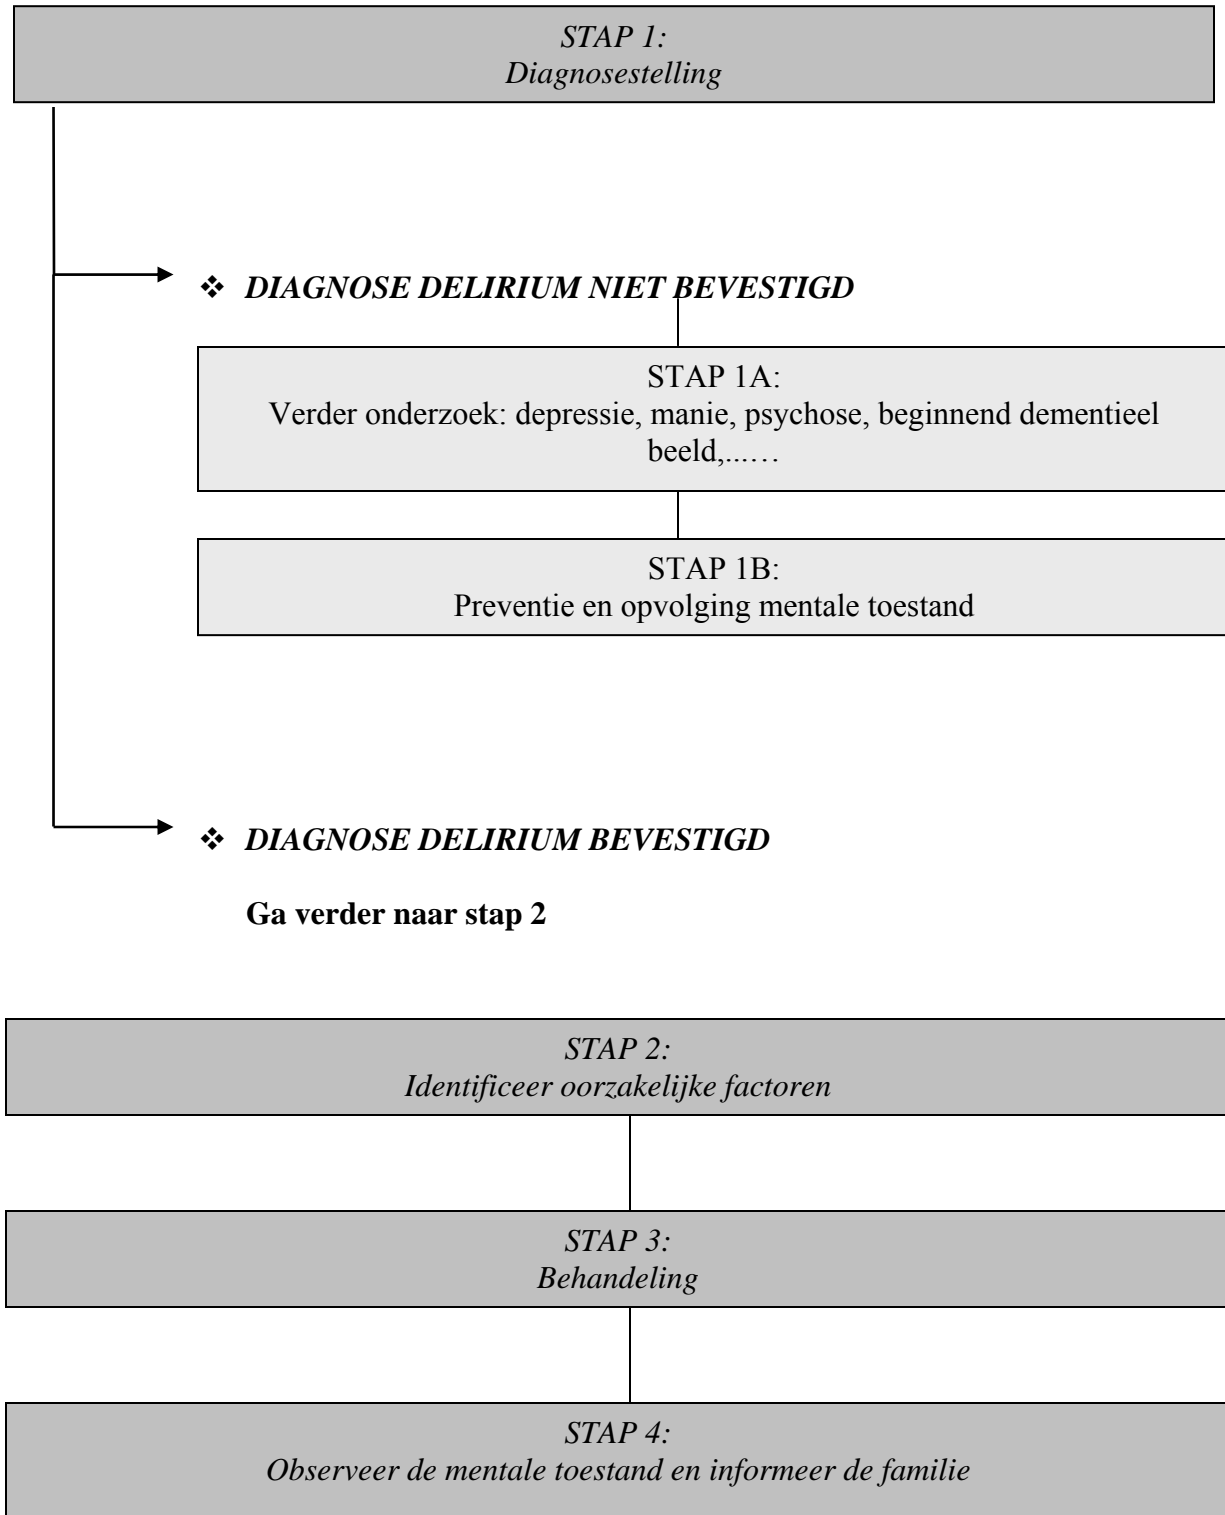 STAP 1:
Diagnosestelling
❖ DIAGNOSE DELIRIUM NIET BEVESTIGD
STAP 1A:
Verder onderzoek: depressie, manie, psychose, beginnend dementieel
beeld,...…
STAP 1B:
Preventie en opvolging mentale toestand
❖ DIAGNOSE DELIRIUM BEVESTIGD
Ga verder naar stap 2
STAP 2:
Identificeer oorzakelijke factoren
STAP 3:
Behandeling
STAP 4:
Observeer de mentale toestand en informeer de familie